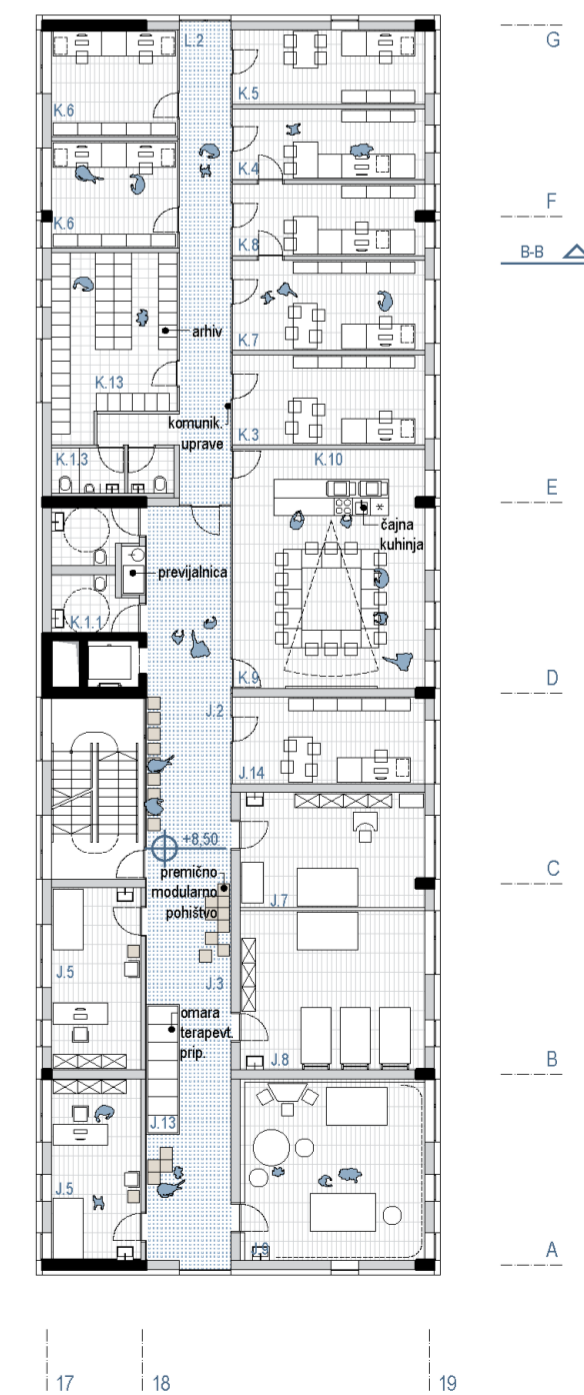 L.2
G
K.6
K.5
K.4
F
K.6
K.8
B-B
K.7
arhiv
K.13
K.3
komunik.
uprave
K.10
K.1.3
E
čajna
kuhinja
*
previjalnica
K.1.1
K.9
D
J.2
J.14
+8,50
C
premično
modularno
pohištvo
J.7
J.5
J.3
omara
terapevt.
prip.
J.8
B
J.13
J.5
J.9
A
17
18
19